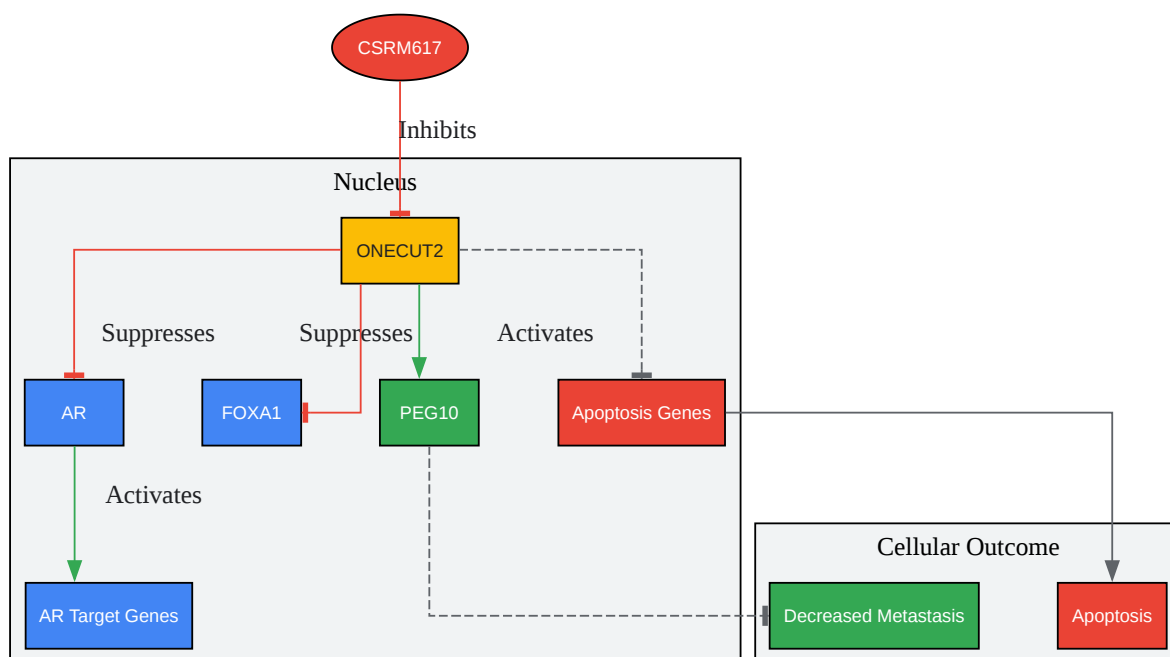 CSRM617
Inhibits
Nucleus
ONECUT2
Suppresses
Suppresses
Activates
AR
FOXA1
PEG10
Apoptosis Genes
Activates
Cellular Outcome
AR Target Genes
Decreased Metastasis
Apoptosis